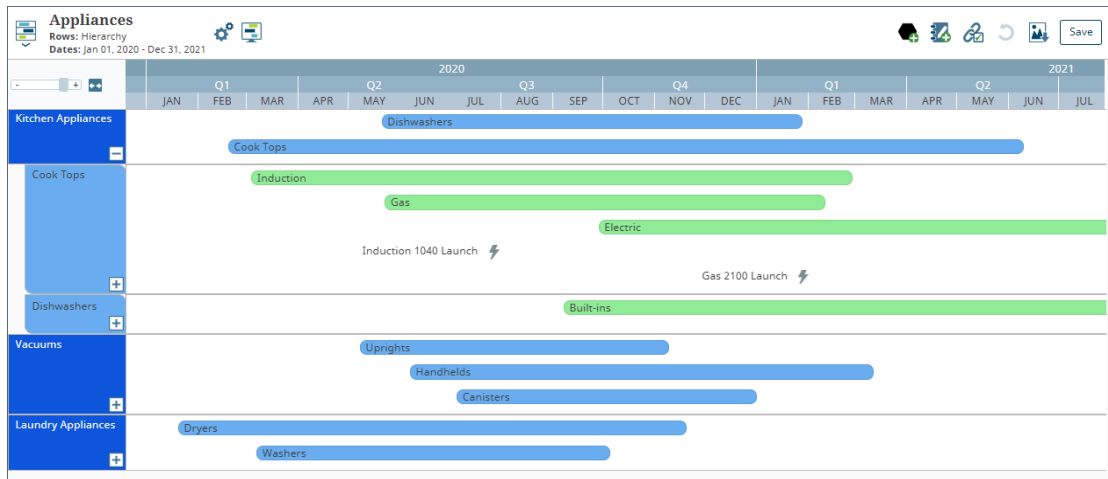 Appliances
Rows: Hierarchy
Dates: Jan 01, 2020 - Dec 31, 2021
Save
2020 2021
Q1 Q2 Q3 Q4 Q1 Q2
JAN FEB MAR APR MAY JUN JUL AUG SEP OCT NOV DEC JAN FEB MAR APR MAY JUN JUL
Kitchen Appliances
Dishwashers
Cook Tops
Cook Tops
Induction
Gas
Electric
Induction 1040 Launch
Gas 2100 Launch
Dishwashers
Built-ins
Vacuums
Uprights
Handhelds
Canisters
Laundry Appliances
Dryers
Washers